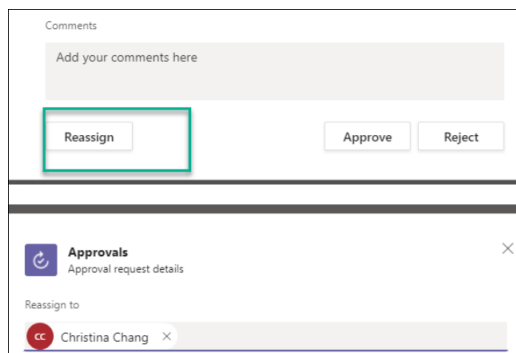 Comments
Add your comments here
Reassign Approve Reject
Approvals
Approval request details
Reassign to
CC Christina Chang